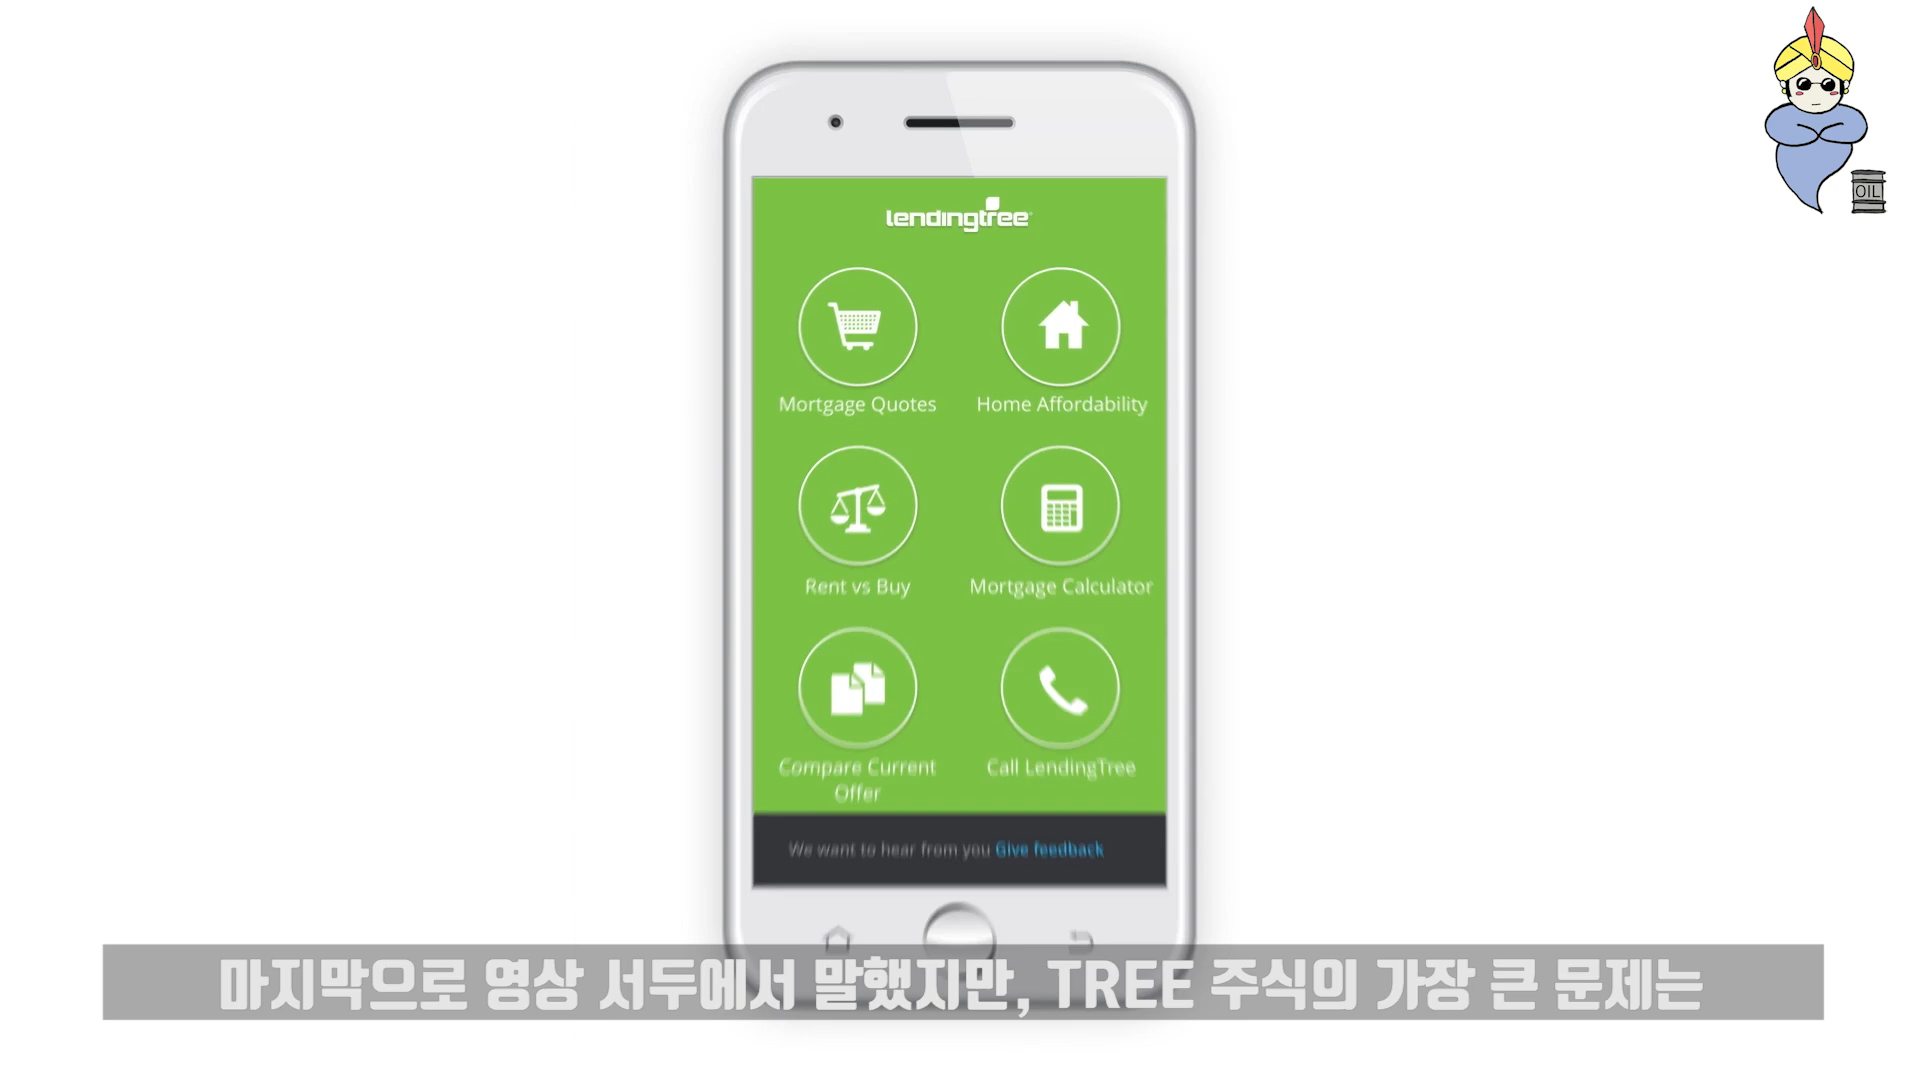 OIL
lendingtree
Mortgage Quotes
Home Affordability
Rent vs Buy
Mortgage Calculator
Compare Current
Offer
Call LendingTree
We want to hear from you Give feedback
마지막으로 영상 서두에서 말했지만, TREE 주식의 가장 큰 문제는